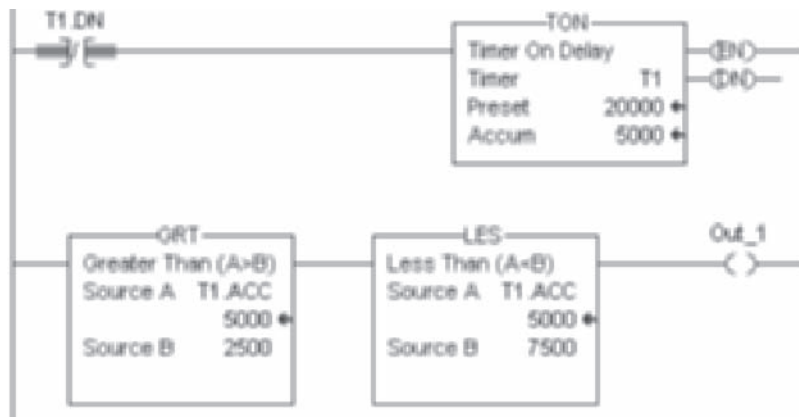 T1.DN
TON
Timer On Delay
Timer T1
Preset 20000
Accum 5000
EN
DN
GRT
Greater Than (A>B)
Source A T1.ACC
5000
Source B 2500
LES
Less Than (A<B)
Source A T1.ACC
5000
Source B 7500
Out_1